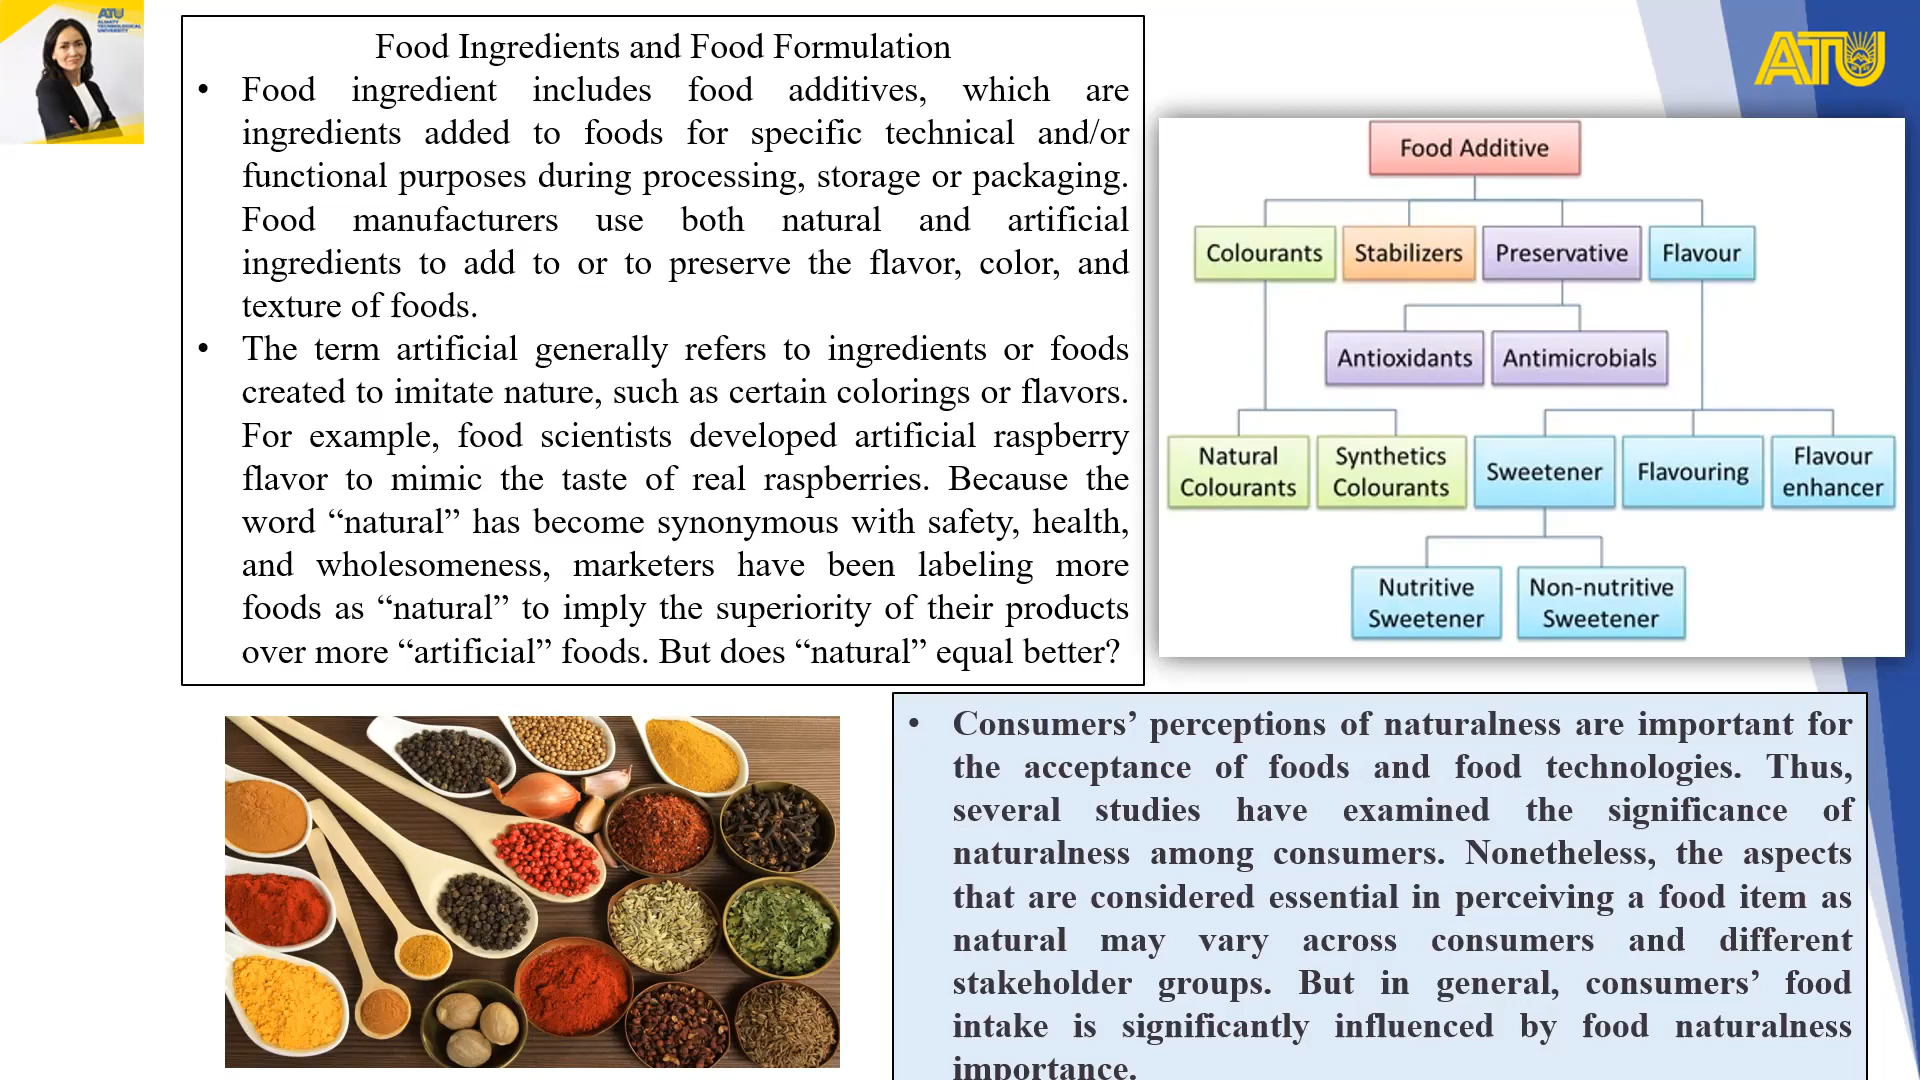 ATU
ALMATY
TECHNOLOGICAL
UNIVERSITY
Food Ingredients and Food Formulation
• Food ingredient includes food additives, which are
ingredients added to foods for specific technical and/or
functional purposes during processing, storage or packaging.
Food manufacturers use both natural and artificial
ingredients to add to or to preserve the flavor, color, and
texture of foods.
• The term artificial generally refers to ingredients or foods
created to imitate nature, such as certain colorings or flavors.
For example, food scientists developed artificial raspberry
flavor to mimic the taste of real raspberries. Because the
word “natural” has become synonymous with safety, health,
and wholesomeness, marketers have been labeling more
foods as “natural” to imply the superiority of their products
over more “artificial” foods. But does “natural” equal better?
ATU
Food Additive
Colourants
Stabilizers
Preservative
Flavour
Antioxidants
Antimicrobials
Natural
Colourants
Synthetics
Colourants
Sweetener
Flavouring
Flavour
enhancer
Nutritive
Sweetener
Non-nutritive
Sweetener
• Consumers’ perceptions of naturalness are important for
the acceptance of foods and food technologies. Thus,
several studies have examined the significance of
naturalness among consumers. Nonetheless, the aspects
that are considered essential in perceiving a food item as
natural may vary across consumers and different
stakeholder groups. But in general, consumers’ food
intake is significantly influenced by food naturalness
importance.